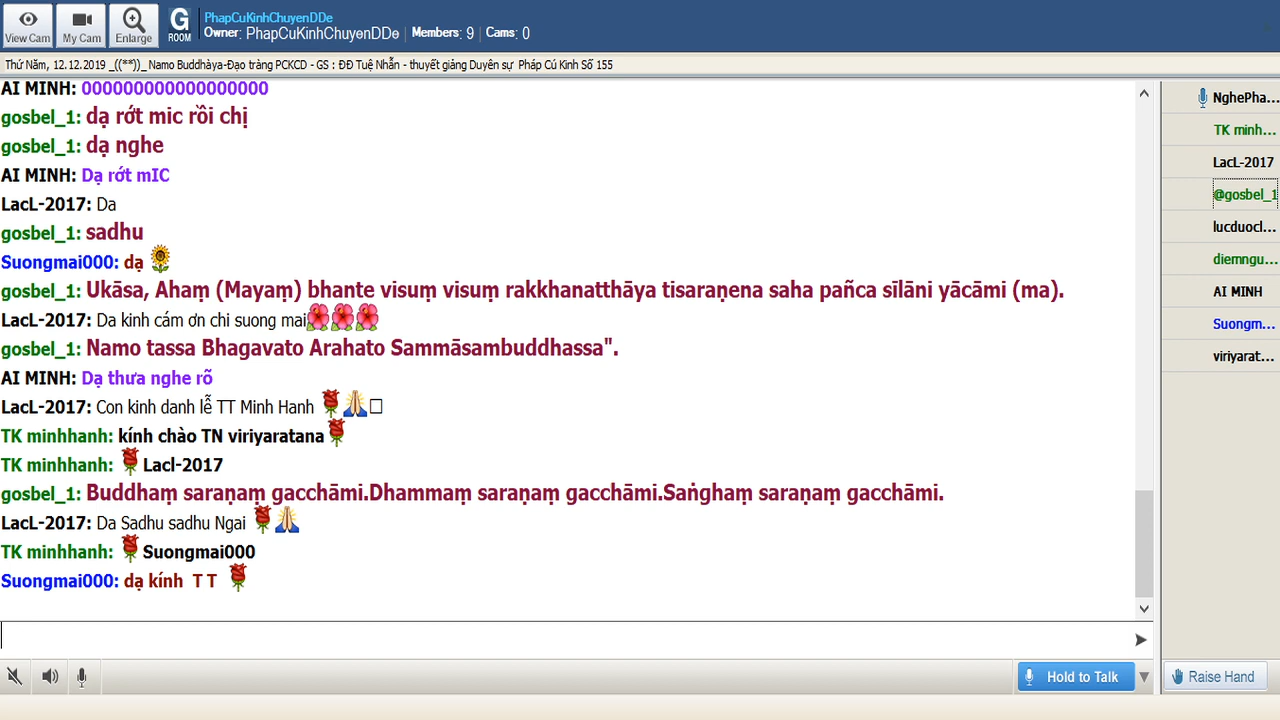 View Cam
My Cam
Enlarge
G
ROOM
PhapCuKinhChuyenDDe
Owner: PhapCuKinhChuyenDDe | Members: 9 | Cams: 0
Thứ Năm, 12.12.2019 _((**))_ Namo Buddhàya-Đạo tràng PCKCD - GS : ĐĐ Tuệ Nhẫn - thuyết giảng Duyên sự Pháp Cú Kinh Số 155
AI MINH: 000000000000000000
gosbel_1: dạ rớt mic rồi chị
gosbel_1: dạ nghe
AI MINH: Dạ rớt mIC
LacL-2017: Da
gosbel_1: sadhu
Suongmai000: dạ 🌻
gosbel_1: Ukāsa, Ahaṃ (Mayaṃ) bhante visuṃ visuṃ rakkhanatthāya tisaraṇena saha pañca silāni yācāmi (ma).
LacL-2017: Da kinh cám ơn chi suong mai🌺🌺🌺
gosbel_1: Namo tassa Bhagavato Arahato Sammāsambuddhassa".
AI MINH: Dạ thưa nghe rõ
LacL-2017: Con kinh danh lễ TT Minh Hanh 🌹🙏□
TK minhhanh: kính chào TN viriyaratana🌹
TK minhhanh: 🌹Lacl-2017
gosbel_1: Buddhaṃ saraṇaṃ gacchāmi.Dhammaṃ saraṇaṃ gacchāmi.Saṅghaṃ saraṇaṃ gacchāmi.
LacL-2017: Da Sadhu sadhu Ngai 🌹🙏
TK minhhanh: 🌹Suongmai000
Suongmai000: dạ kính T T 🌹
NghePha...
TK minh...
LacL-2017
@gosbel_1
lucduocl...
diemngu...
AI MINH
Suongm...
viriyarat...
Hold to Talk
Raise Hand